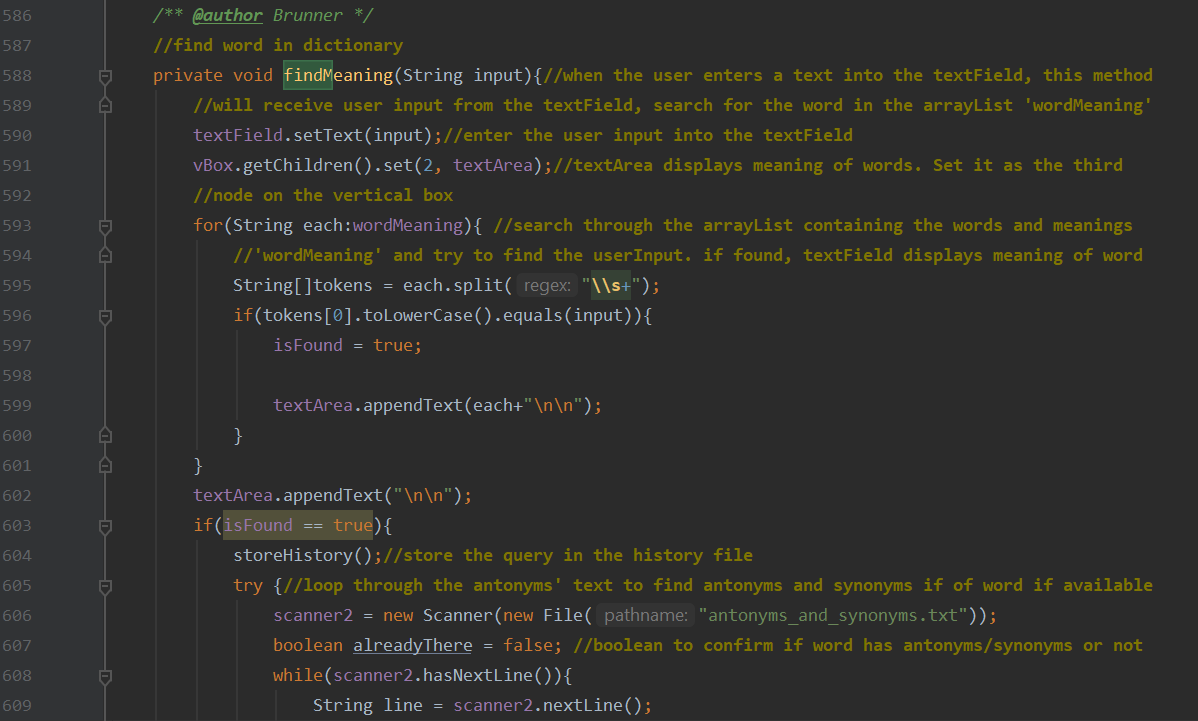 586 /** @author Brunner */
587 //find word in dictionary
588 private void findMeaning(String input){//when the user enters a text into the textField, this method
589 //will receive user input from the textField, search for the word in the arrayList 'wordMeaning'
590 textField.setText(input);//enter the user input into the textField
591 vBox.getChildren().set(2, textArea);//textArea displays meaning of words. Set it as the third
592 //node on the vertical box
593 for(String each:wordMeaning){ //search through the arrayList containing the words and meanings
594 //'wordMeaning' and try to find the userInput. if found, textField displays meaning of word
595 String[]tokens = each.split( regex: "\\s+");
596 if(tokens[0].toLowerCase().equals(input)){
597 isFound = true;
598
599 textArea.appendText(each+"\n\n");
600 }
601 }
602 textArea.appendText("\n\n");
603 if(isFound == true){
604 storeHistory();//store the query in the history file
605 try {//loop through the antonyms' text to find antonyms and synonyms if of word if available
606 scanner2 = new Scanner(new File( pathname: "antonyms_and_synonyms.txt"));
607 boolean alreadyThere = false; //boolean to confirm if word has antonyms/synonyms or not
608 while(scanner2.hasNextLine()){
609 String line = scanner2.nextLine();